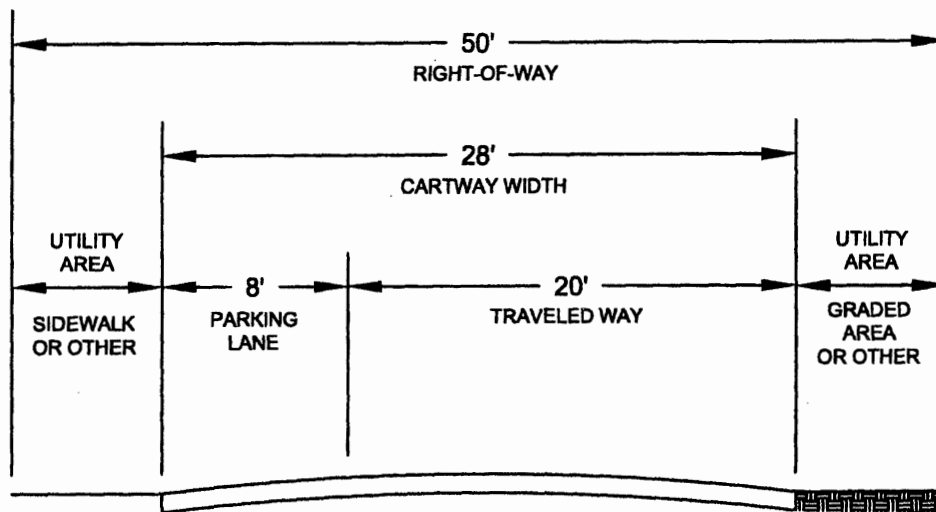 50'
RIGHT-OF-WAY
28'
CARTWAY WIDTH
UTILITY
AREA
SIDEWALK
OR OTHER
8'
PARKING
LANE
20'
TRAVELED WAY
UTILITY
AREA
GRADED
AREA
OR OTHER